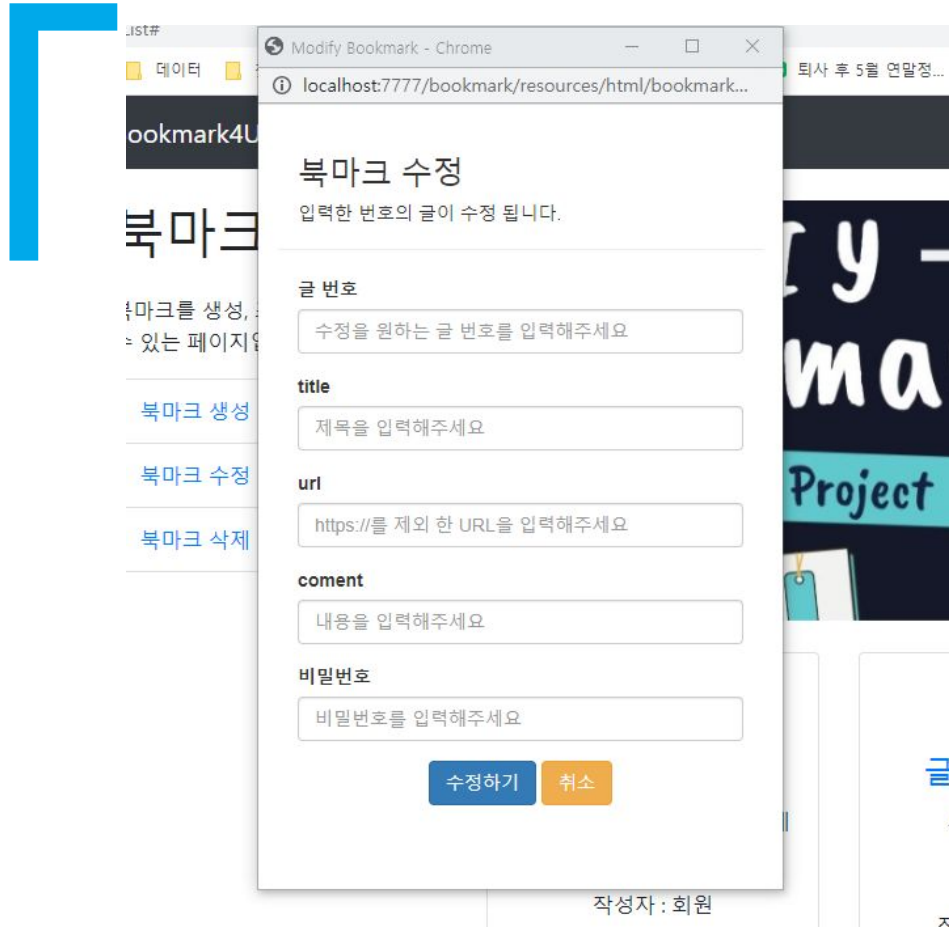 List#
Modify Bookmark - Chrome
데이터
퇴사 후 5월 연말정...
localhost:7777/bookmark/resources/html/bookmark...
ookmark4U
북마크 수정
입력한 번호의 글이 수정 됩니다.
북마크
북마크를 생성,
수 있는 페이지입
글 번호
수정을 원하는 글 번호를 입력해주세요
title
제목을 입력해주세요
북마크 생성
url
북마크 수정
https://를 제외 한 URL을 입력해주세요
Project
북마크 삭제
coment
내용을 입력해주세요
비밀번호
비밀번호를 입력해주세요
수정하기
취소
글
작성자 : 회원